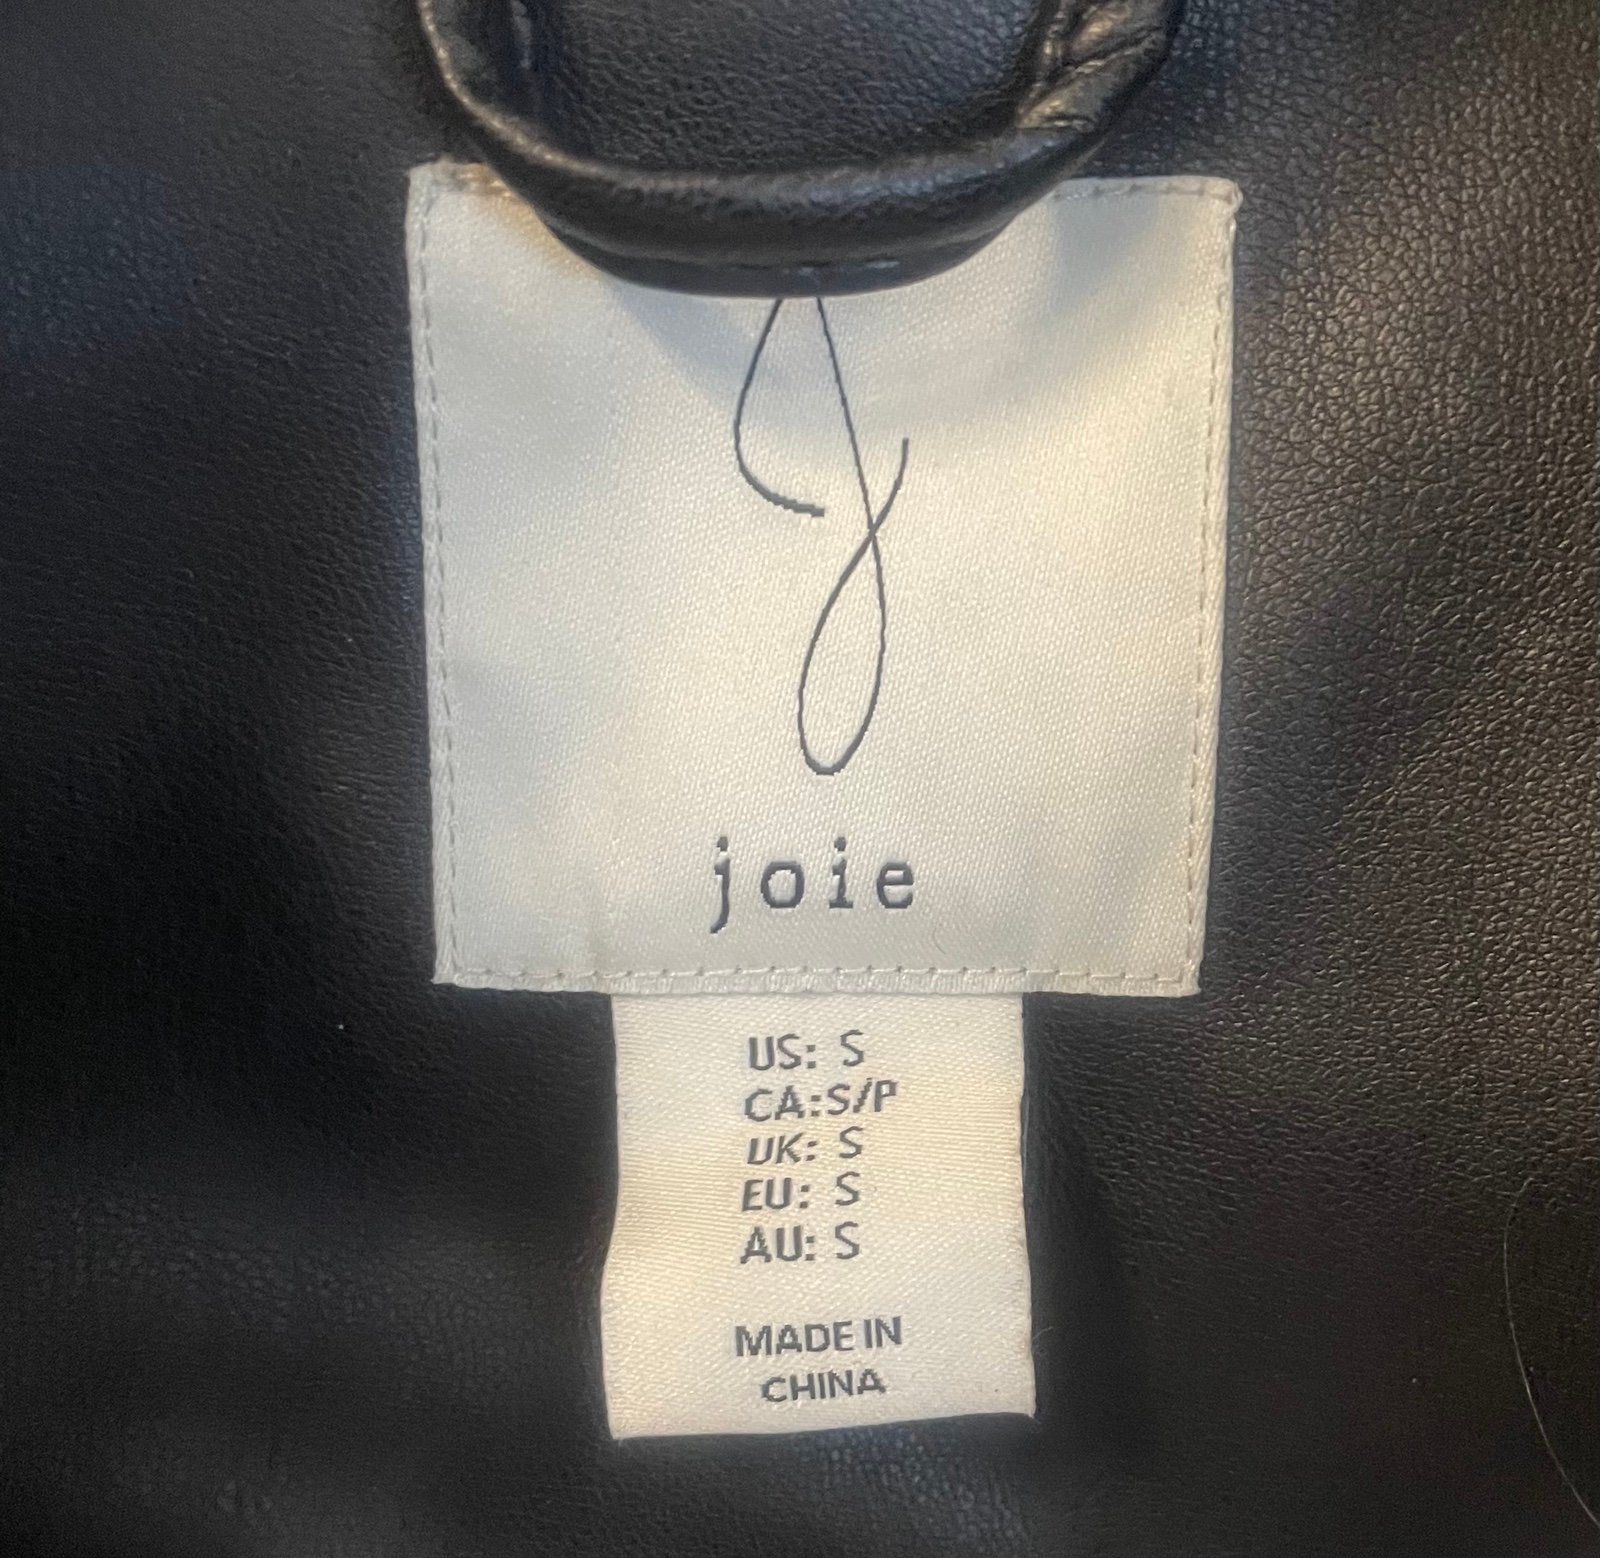 j
joie
US: S
CA:S/P
UK: S
EU: S
AU: S
MADE IN
CHINA